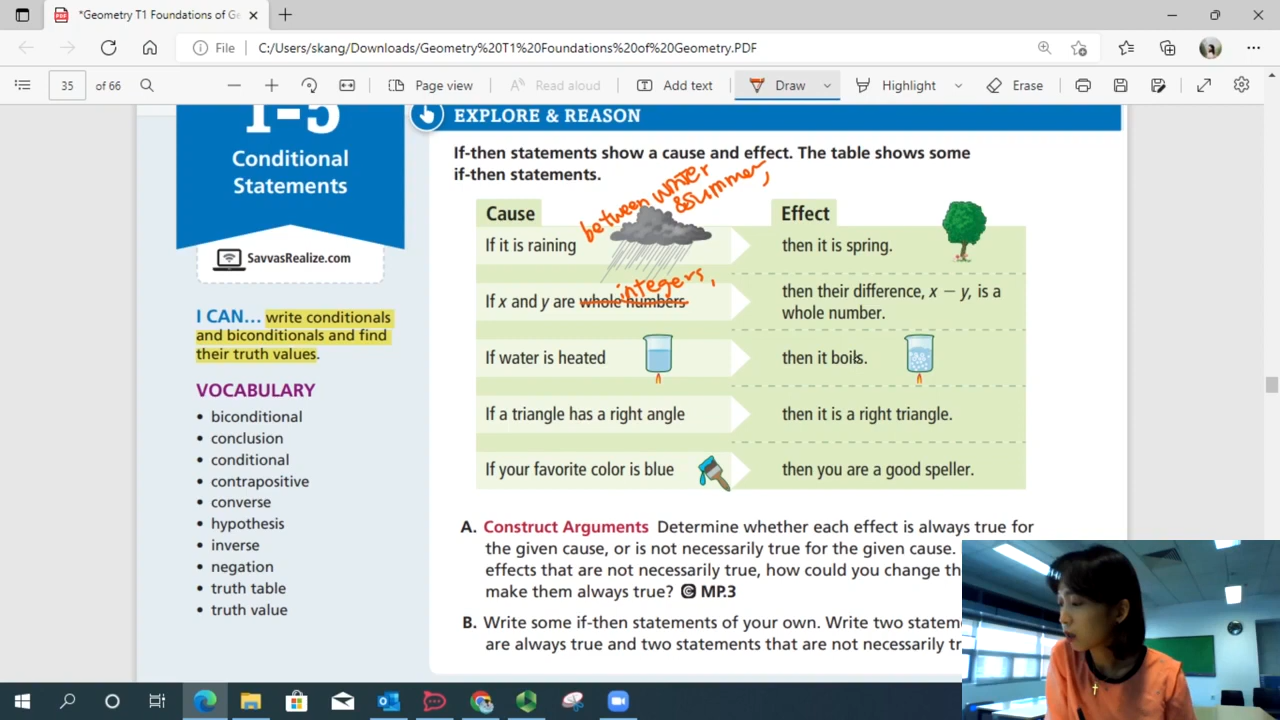 *Geometry T1 Foundations of Ge
File
C:/Users/skang/Downloads/Geometry%20T1%20Foundations%20of%20Geometry.PDF
35
of 66
Page view
Read aloud
Add text
Draw
Highlight
Erase
1-5
Conditional
Statements
SavvasRealize.com
I CAN... write conditionals
and biconditionals and find
their truth values.
VOCABULARY
• biconditional
• conclusion
• conditional
• contrapositive
• converse
• hypothesis
• inverse
• negation
• truth table
• truth value
EXPLORE & REASON
If-then statements show a cause and effect. The table shows some
if-then statements.
between winter
& summer,
Cause
Effect
If it is raining
then it is spring.
integers,
If x and y are whole numbers
then their difference, x − y, is a
whole number.
If water is heated
then it boils.
If a triangle has a right angle
then it is a right triangle.
If your favorite color is blue
then you are a good speller.
A. Construct Arguments Determine whether each effect is always true for
the given cause, or is not necessarily true for the given cause.
effects that are not necessarily true, how could you change th
make them always true? MP.3
B. Write some if-then statements of your own. Write two statem
are always true and two statements that are not necessarily tr